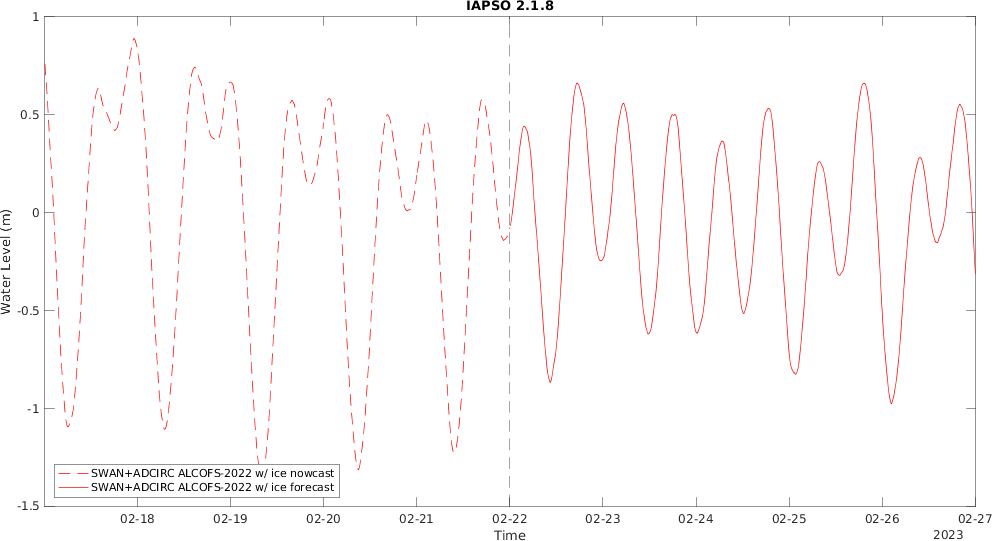 IAPSO 2.1.8
1
0.5
0
-0.5
-1
-1.5
Water Level (m)
SWAN+ADCIRC ALCOFS-2022 w/ ice nowcast
SWAN+ADCIRC ALCOFS-2022 w/ ice forecast
02-18 02-19 02-20 02-21 02-22 02-23 02-24 02-25 02-26 02-27
Time
2023